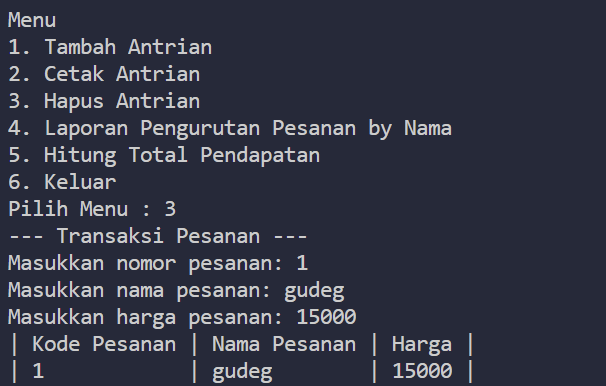 Menu
1. Tambah Antrian
2. Cetak Antrian
3. Hapus Antrian
4. Laporan Pengurutan Pesanan by Nama
5. Hitung Total Pendapatan
6. Keluar
Pilih Menu : 3
--- Transaksi Pesanan ---
Masukkan nomor pesanan: 1
Masukkan nama pesanan: gudeg
Masukkan harga pesanan: 15000
| Kode Pesanan | Nama Pesanan | Harga |
| 1            | gudeg        | 15000 |